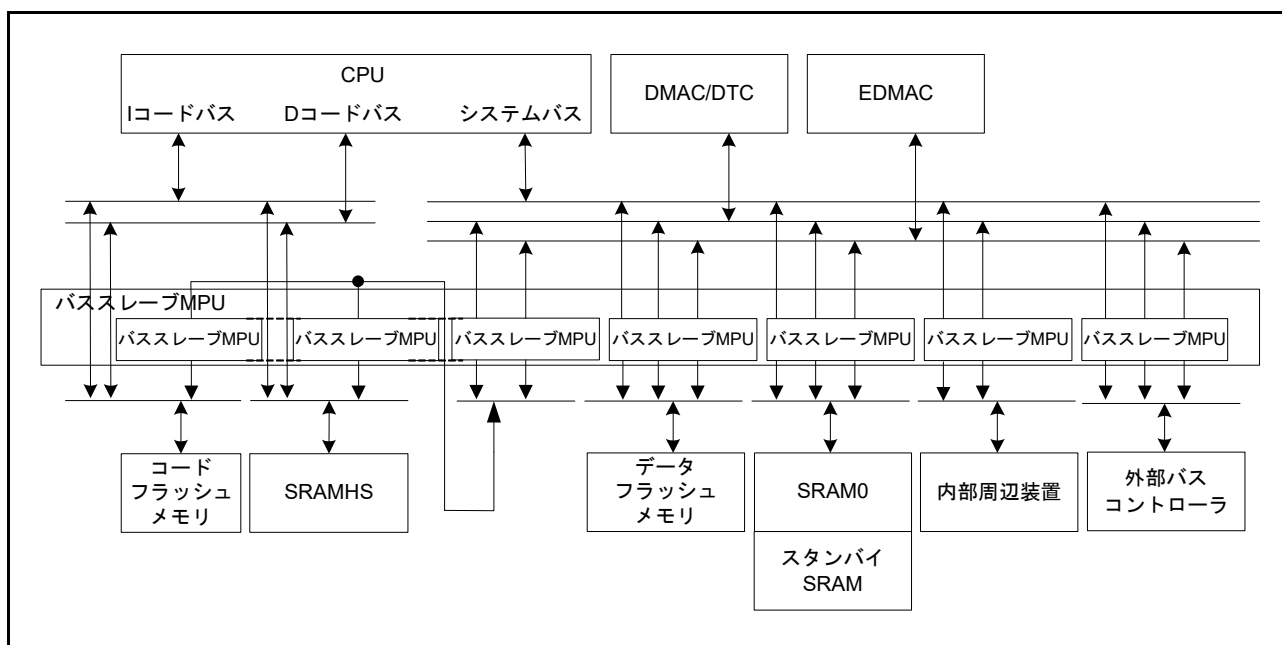 CPU
Iコードバス
Dコードバス
システムバス
DMAC/DTC
EDMAC
バススレーブMPU
バススレーブMPU
バススレーブMPU
バススレーブMPU
バススレーブMPU
バススレーブMPU
バススレーブMPU
バススレーブMPU
コード
フラッシュ
メモリ
SRAMHS
データ
フラッシュ
メモリ
SRAM0
スタンバイ
SRAM
内部周辺装置
外部バス
コントローラ